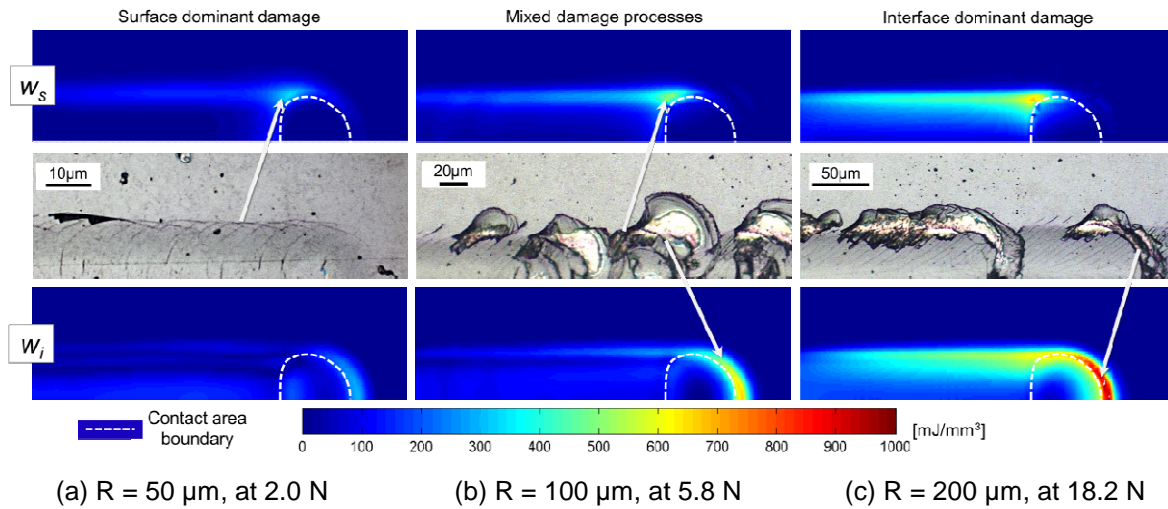 Surface dominant damage
Mixed damage processes
Interface dominant damage
Ws
10μm
20μm
50μm
Wi
Contact area
boundary
0 100 200 300 400 500 600 700 800 900 1000
[mJ/mm³]
(a) R = 50 μm, at 2.0 N
(b) R = 100 μm, at 5.8 N
(c) R = 200 μm, at 18.2 N